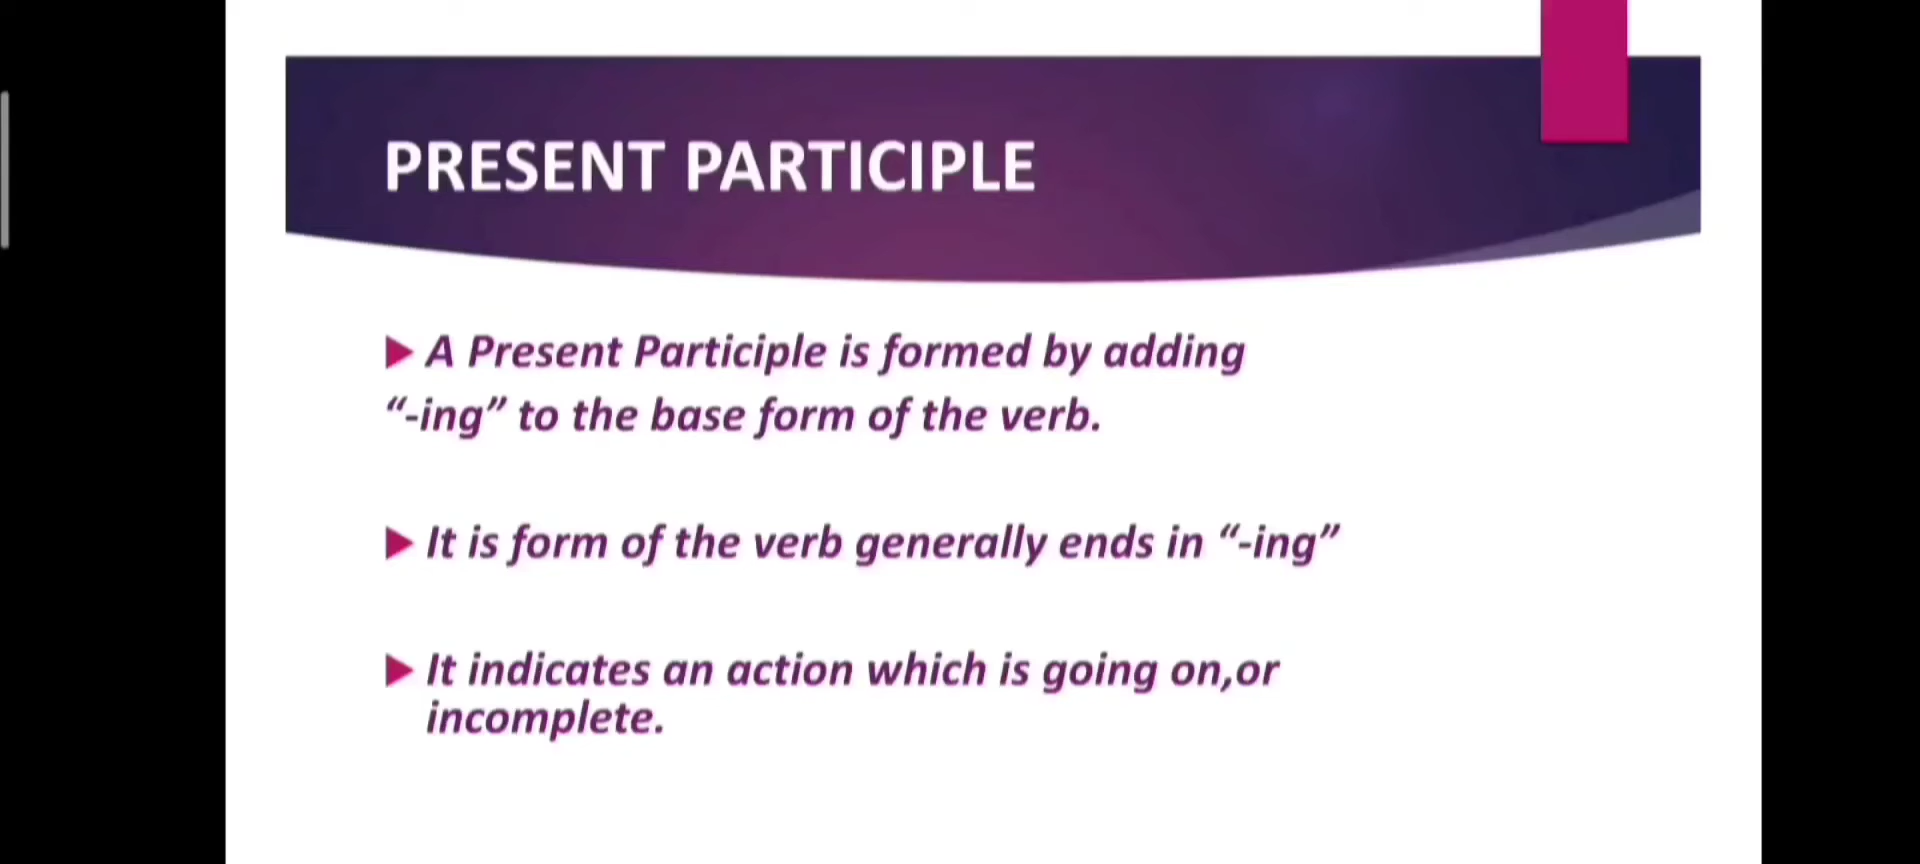 PRESENT PARTICIPLE
A Present Participle is formed by adding
“-ing” to the base form of the verb.
It is form of the verb generally ends in “-ing”
It indicates an action which is going on,or
incomplete.